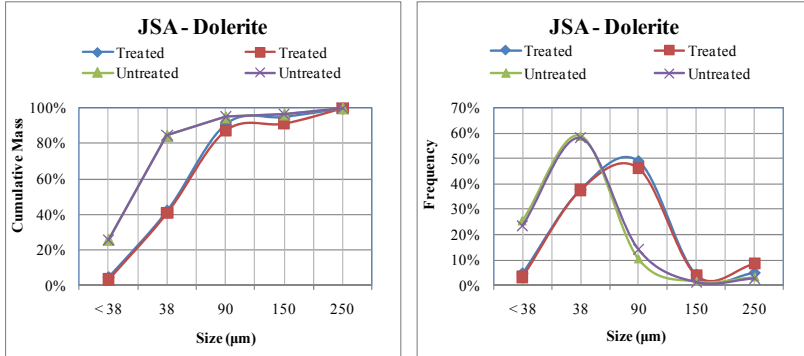 JSA - Dolerite
Treated Treated
Untreated Untreated
100%
80%
60%
40%
20%
0%
Cumulative Mass
< 38 38 90 150 250
Size (μm)
JSA - Dolerite
Treated Treated
Untreated Untreated
70%
60%
50%
40%
30%
20%
10%
0%
Frequency
< 38 38 90 150 250
Size (μm)